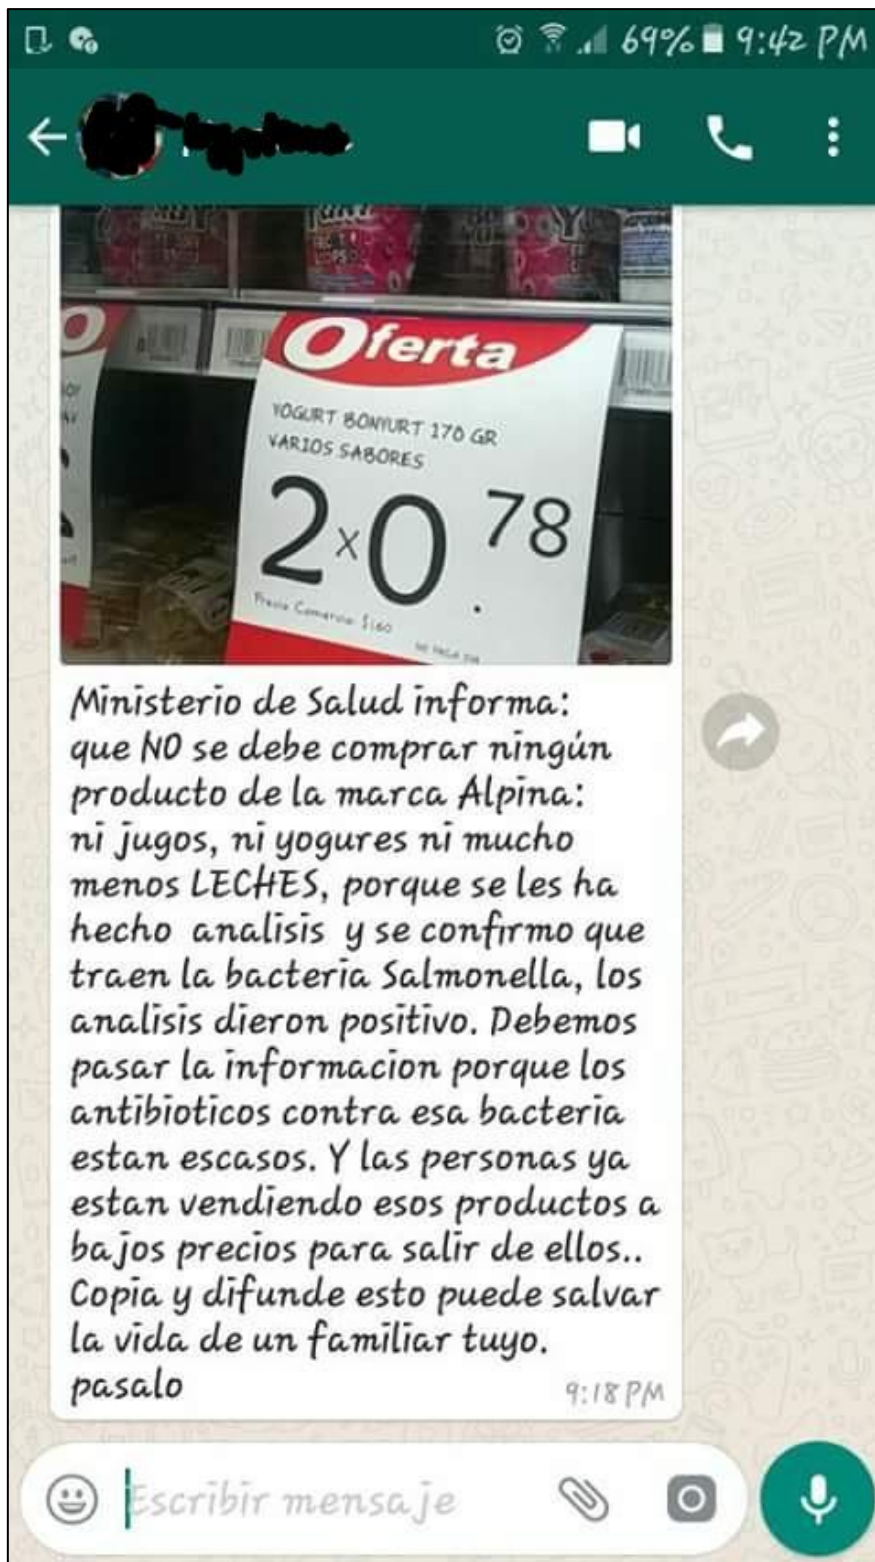 69% 9:42 PM
Oferta
YOGURT BONYURT 170 GR
VARIOS SABORES
2x0.78
Ministerio de Salud informa:
que NO se debe comprar ningún
producto de la marca Alpina:
ni jugos, ni yogures ni mucho
menos LECHES, porque se les ha
hecho analisis y se confirmo que
traen la bacteria Salmonella, los
analisis dieron positivo. Debemos
pasar la informacion porque los
antibioticos contra esa bacteria
estan escasos. Y las personas ya
estan vendiendo esos productos a
bajos precios para salir de ellos..
Copia y difunde esto puede salvar
la vida de un familiar tuyo.
pasalo
9:18 PM
Escribir mensaje